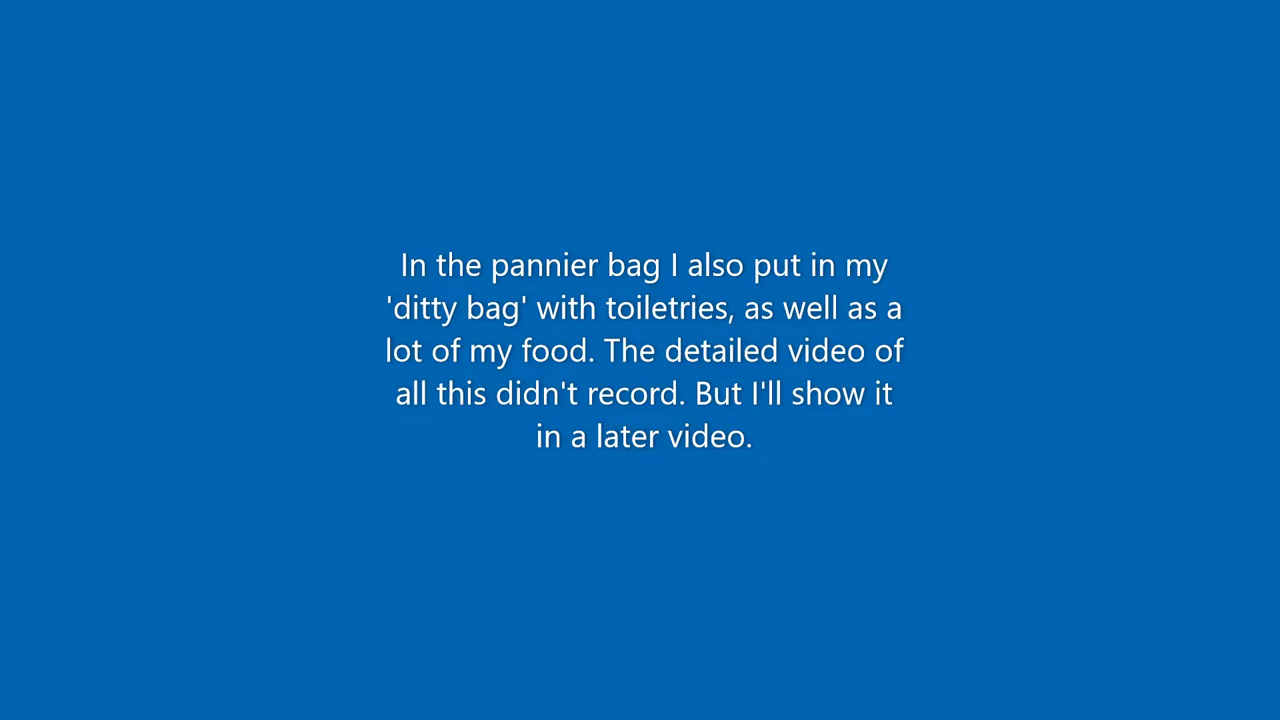 In the pannier bag I also put in my
'ditty bag' with toiletries, as well as a
lot of my food. The detailed video of
all this didn't record. But I'll show it
in a later video.